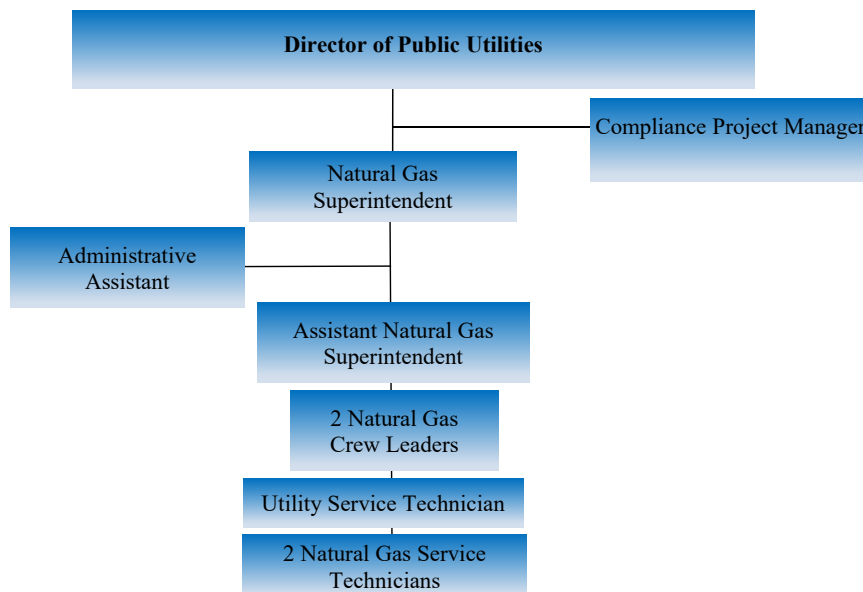 Director of Public Utilities
Compliance Project Manager
Natural Gas
Superintendent
Administrative
Assistant
Assistant Natural Gas
Superintendent
2 Natural Gas
Crew Leaders
Utility Service Technician
2 Natural Gas Service
Technicians